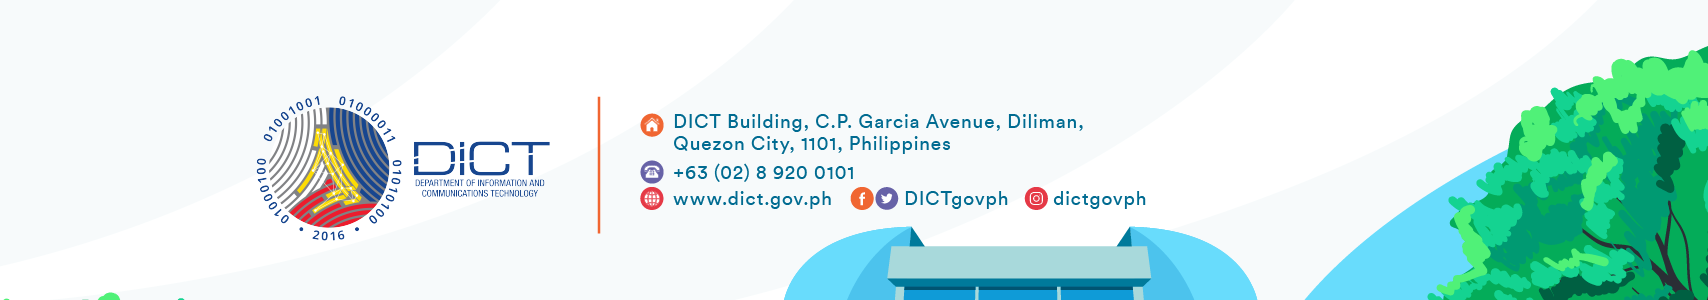 01000100 01001001 01000011 01010100
• 2016 •
DICT
DEPARTMENT OF INFORMATION AND
COMMUNICATIONS TECHNOLOGY
DICT Building, C.P. Garcia Avenue, Diliman,
Quezon City, 1101, Philippines
+63 (02) 8 920 0101
www.dict.gov.ph DICTgovph dictgovph